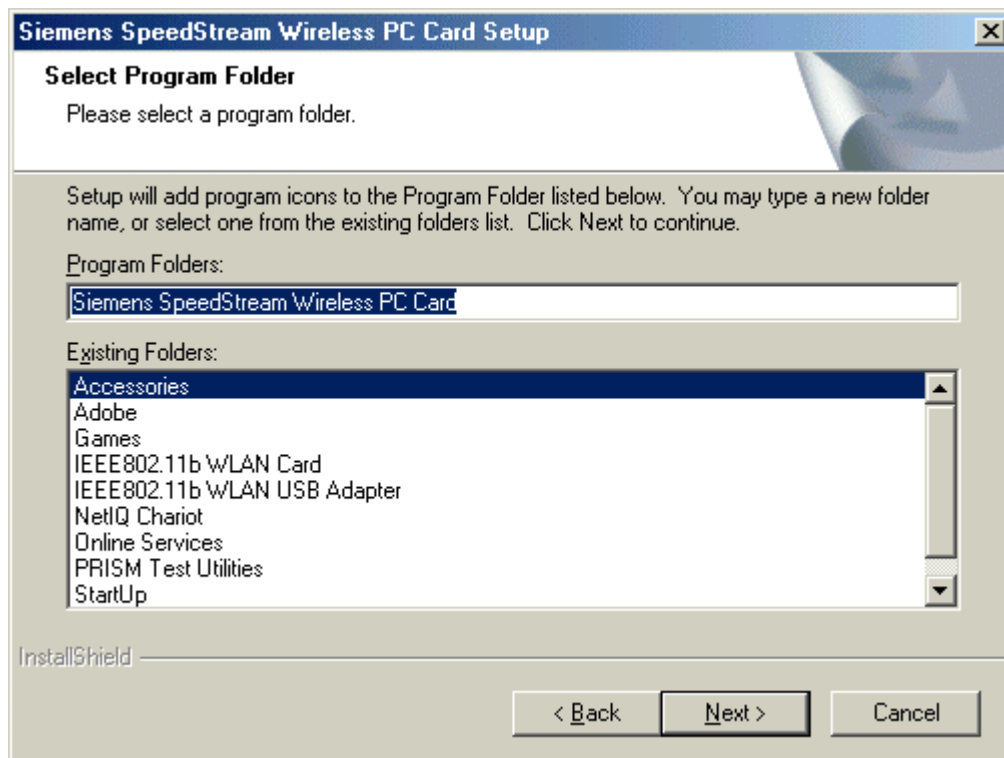 Siemens SpeedStream Wireless PC Card Setup
Select Program Folder
Please select a program folder.
Setup will add program icons to the Program Folder listed below.  You may type a new folder
name, or select one from the existing folders list.  Click Next to continue.
Program Folders:
Siemens SpeedStream Wireless PC Card
Existing Folders:
Accessories
Adobe
Games
IEEE802.11b WLAN Card
IEEE802.11b WLAN USB Adapter
NetIQ Chariot
Online Services
PRISM Test Utilities
StartUp
InstallShield
< Back
Next >
Cancel